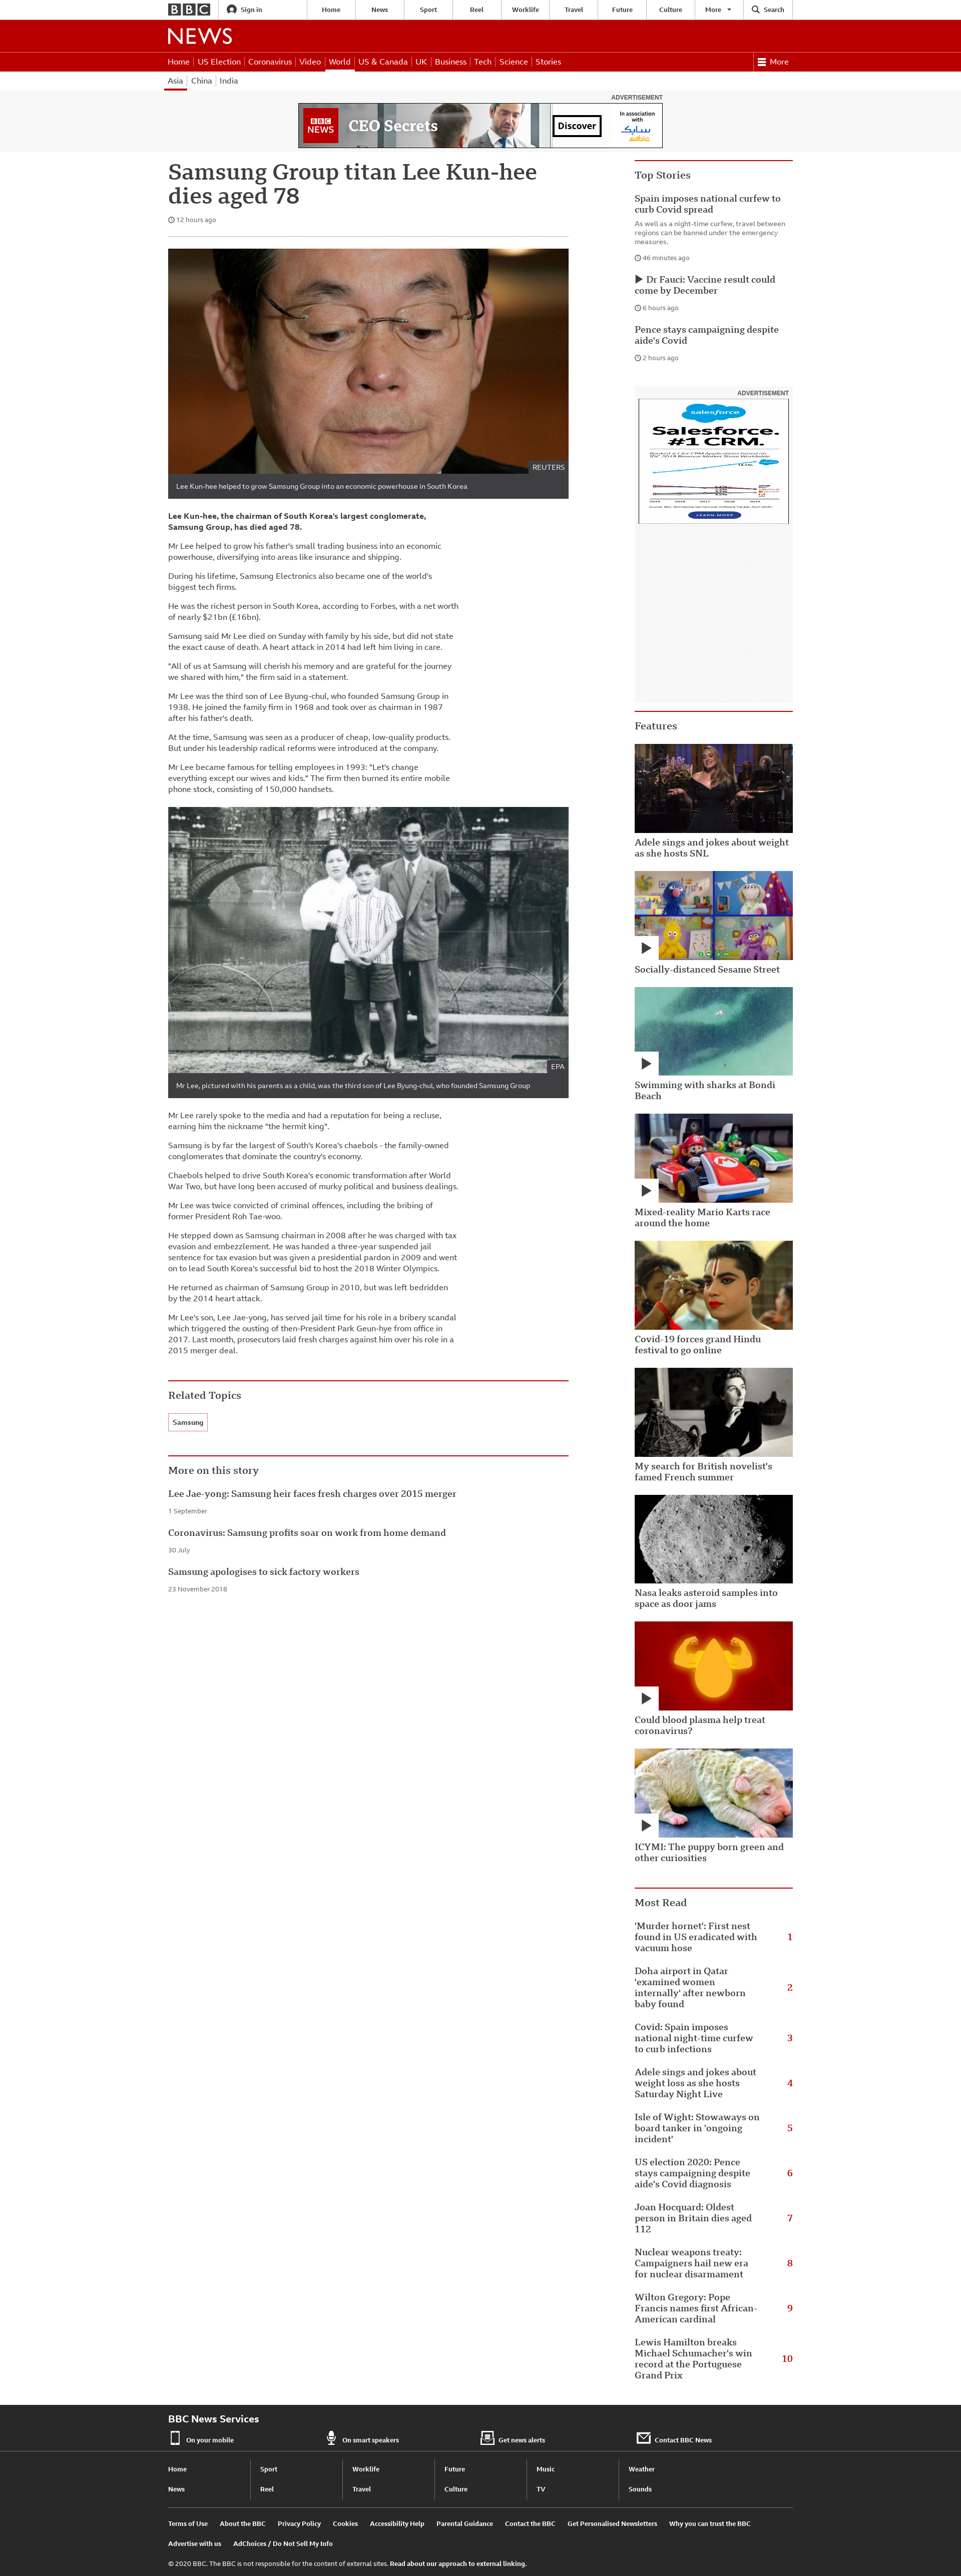 BBC
Sign in
Home
News
Sport
Reel
Worklife
Travel
Future
Culture
More
Search
NEWS
Home
US Election
Coronavirus
Video
World
US & Canada
UK
Business
Tech
Science
Stories
More
Asia
China
India
ADVERTISEMENT
BBC
NEWS
CEO Secrets
Discover
In association
with
سابك
sabic
Samsung Group titan Lee Kun-hee
dies aged 78
12 hours ago
REUTERS
Lee Kun-hee helped to grow Samsung Group into an economic powerhouse in South Korea
Lee Kun-hee, the chairman of South Korea's largest conglomerate,
Samsung Group, has died aged 78.
Mr Lee helped to grow his father's small trading business into an economic
powerhouse, diversifying into areas like insurance and shipping.
During his lifetime, Samsung Electronics also became one of the world's
biggest tech firms.
He was the richest person in South Korea, according to Forbes, with a net worth
of nearly $21bn (£16bn).
Samsung said Mr Lee died on Sunday with family by his side, but did not state
the exact cause of death. A heart attack in 2014 had left him living in care.
"All of us at Samsung will cherish his memory and are grateful for the journey
we shared with him," the firm said in a statement.
Mr Lee was the third son of Lee Byung-chul, who founded Samsung Group in
1938. He joined the family firm in 1968 and took over as chairman in 1987
after his father's death.
At the time, Samsung was seen as a producer of cheap, low-quality products.
But under his leadership radical reforms were introduced at the company.
Mr Lee became famous for telling employees in 1993: "Let's change
everything except our wives and kids." The firm then burned its entire mobile
phone stock, consisting of 150,000 handsets.
EPA
Mr Lee, pictured with his parents as a child, was the third son of Lee Byung-chul, who founded Samsung Group
Mr Lee rarely spoke to the media and had a reputation for being a recluse,
earning him the nickname "the hermit king".
Samsung is by far the largest of South's Korea's chaebols - the family-owned
conglomerates that dominate the country's economy.
Chaebols helped to drive South Korea's economic transformation after World
War Two, but have long been accused of murky political and business dealings.
Mr Lee was twice convicted of criminal offences, including the bribing of
former President Roh Tae-woo.
He stepped down as Samsung chairman in 2008 after he was charged with tax
evasion and embezzlement. He was handed a three-year suspended jail
sentence for tax evasion but was given a presidential pardon in 2009 and went
on to lead South Korea's successful bid to host the 2018 Winter Olympics.
He returned as chairman of Samsung Group in 2010, but was left bedridden
by the 2014 heart attack.
Mr Lee's son, Lee Jae-yong, has served jail time for his role in a bribery scandal
which triggered the ousting of then-President Park Geun-hye from office in
2017. Last month, prosecutors laid fresh charges against him over his role in a
2015 merger deal.
Related Topics
Samsung
More on this story
Lee Jae-yong: Samsung heir faces fresh charges over 2015 merger
1 September
Coronavirus: Samsung profits soar on work from home demand
30 July
Samsung apologises to sick factory workers
23 November 2018
Top Stories
Spain imposes national curfew to
curb Covid spread
As well as a night-time curfew, travel between
regions can be banned under the emergency
measures.
46 minutes ago
Dr Fauci: Vaccine result could
come by December
6 hours ago
Pence stays campaigning despite
aide's Covid
2 hours ago
ADVERTISEMENT
salesforce
Salesforce.
#1 CRM.
LEARN MORE
Features
Adele sings and jokes about weight
as she hosts SNL
Socially-distanced Sesame Street
Swimming with sharks at Bondi
Beach
Mixed-reality Mario Karts race
around the home
Covid-19 forces grand Hindu
festival to go online
My search for British novelist's
famed French summer
Nasa leaks asteroid samples into
space as door jams
Could blood plasma help treat
coronavirus?
ICYMI: The puppy born green and
other curiosities
Most Read
'Murder hornet': First nest
found in US eradicated with
vacuum hose
1
Doha airport in Qatar
'examined women
internally' after newborn
baby found
2
Covid: Spain imposes
national night-time curfew
to curb infections
3
Adele sings and jokes about
weight loss as she hosts
Saturday Night Live
4
Isle of Wight: Stowaways on
board tanker in 'ongoing
incident'
5
US election 2020: Pence
stays campaigning despite
aide's Covid diagnosis
6
Joan Hocquard: Oldest
person in Britain dies aged
112
7
Nuclear weapons treaty:
Campaigners hail new era
for nuclear disarmament
8
Wilton Gregory: Pope
Francis names first African-
American cardinal
9
Lewis Hamilton breaks
Michael Schumacher's win
record at the Portuguese
Grand Prix
10
BBC News Services
On your mobile
On smart speakers
Get news alerts
Contact BBC News
Home
Sport
Worklife
Future
Music
Weather
News
Reel
Travel
Culture
TV
Sounds
Terms of Use
About the BBC
Privacy Policy
Cookies
Accessibility Help
Parental Guidance
Contact the BBC
Get Personalised Newsletters
Why you can trust the BBC
Advertise with us
AdChoices / Do Not Sell My Info
© 2020 BBC. The BBC is not responsible for the content of external sites. Read about our approach to external linking.